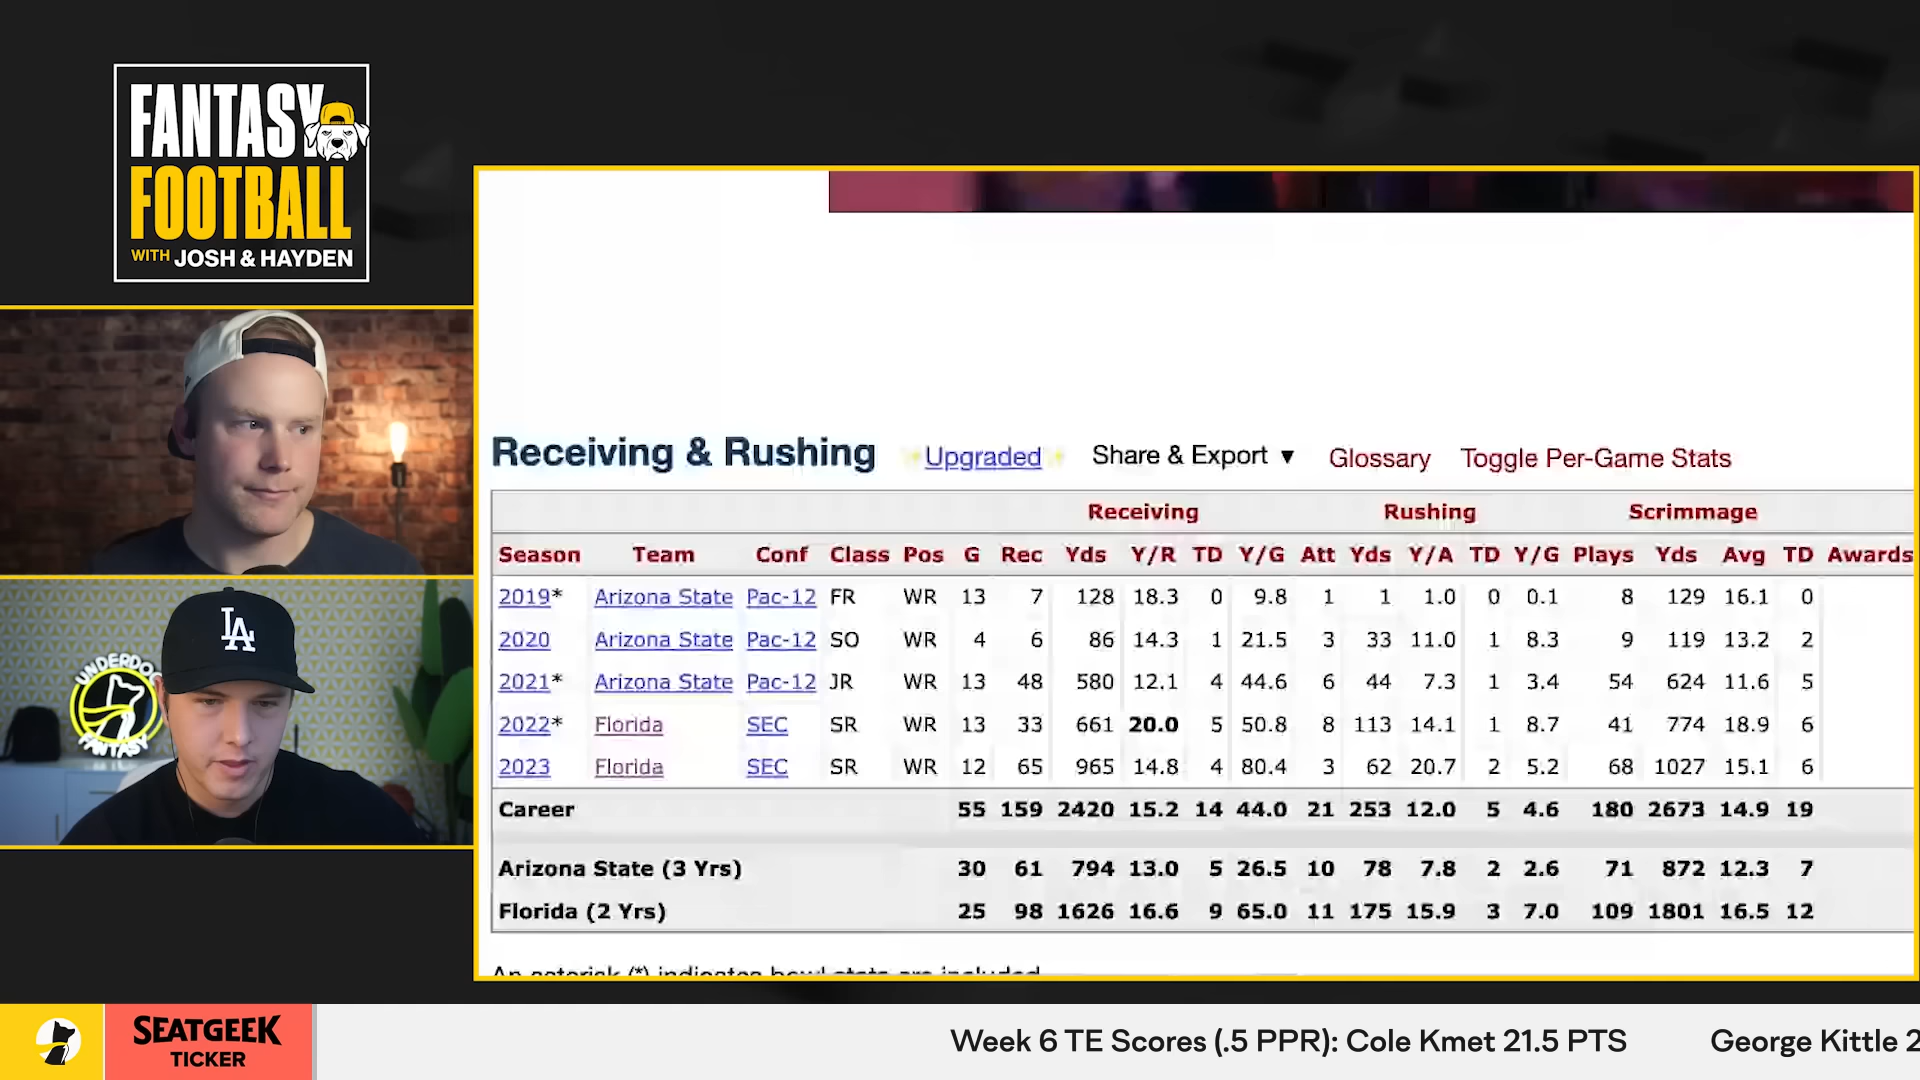 FANTASY
FOOTBALL
WITH JOSH & HAYDEN
LA
UNDERDOG
FANTASY
Receiving & Rushing Upgraded Share & Export ▼ Glossary Toggle Per-Game Stats
Receiving Rushing Scrimmage
Season Team Conf Class Pos G Rec Yds Y/R TD Y/G Att Yds Y/A TD Y/G Plays Yds Avg TD Awards
2019* Arizona State Pac-12 FR WR 13 7 128 18.3 0 9.8 1 1 1.0 0 0.1 8 129 16.1 0
2020 Arizona State Pac-12 SO WR 4 6 86 14.3 1 21.5 3 33 11.0 1 8.3 9 119 13.2 2
2021* Arizona State Pac-12 JR WR 13 48 580 12.1 4 44.6 6 44 7.3 1 3.4 54 624 11.6 5
2022* Florida SEC SR WR 13 33 661 20.0 5 50.8 8 113 14.1 1 8.7 41 774 18.9 6
2023 Florida SEC SR WR 12 65 965 14.8 4 80.4 3 62 20.7 2 5.2 68 1027 15.1 6
Career 55 159 2420 15.2 14 44.0 21 253 12.0 5 4.6 180 2673 14.9 19
Arizona State (3 Yrs) 30 61 794 13.0 5 26.5 10 78 7.8 2 2.6 71 872 12.3 7
Florida (2 Yrs) 25 98 1626 16.6 9 65.0 11 175 15.9 3 7.0 109 1801 16.5 12
An asterisk (*) indicates bowl stats are included
SEATGEEK
TICKER
Week 6 TE Scores (.5 PPR): Cole Kmet 21.5 PTS George Kittle 2